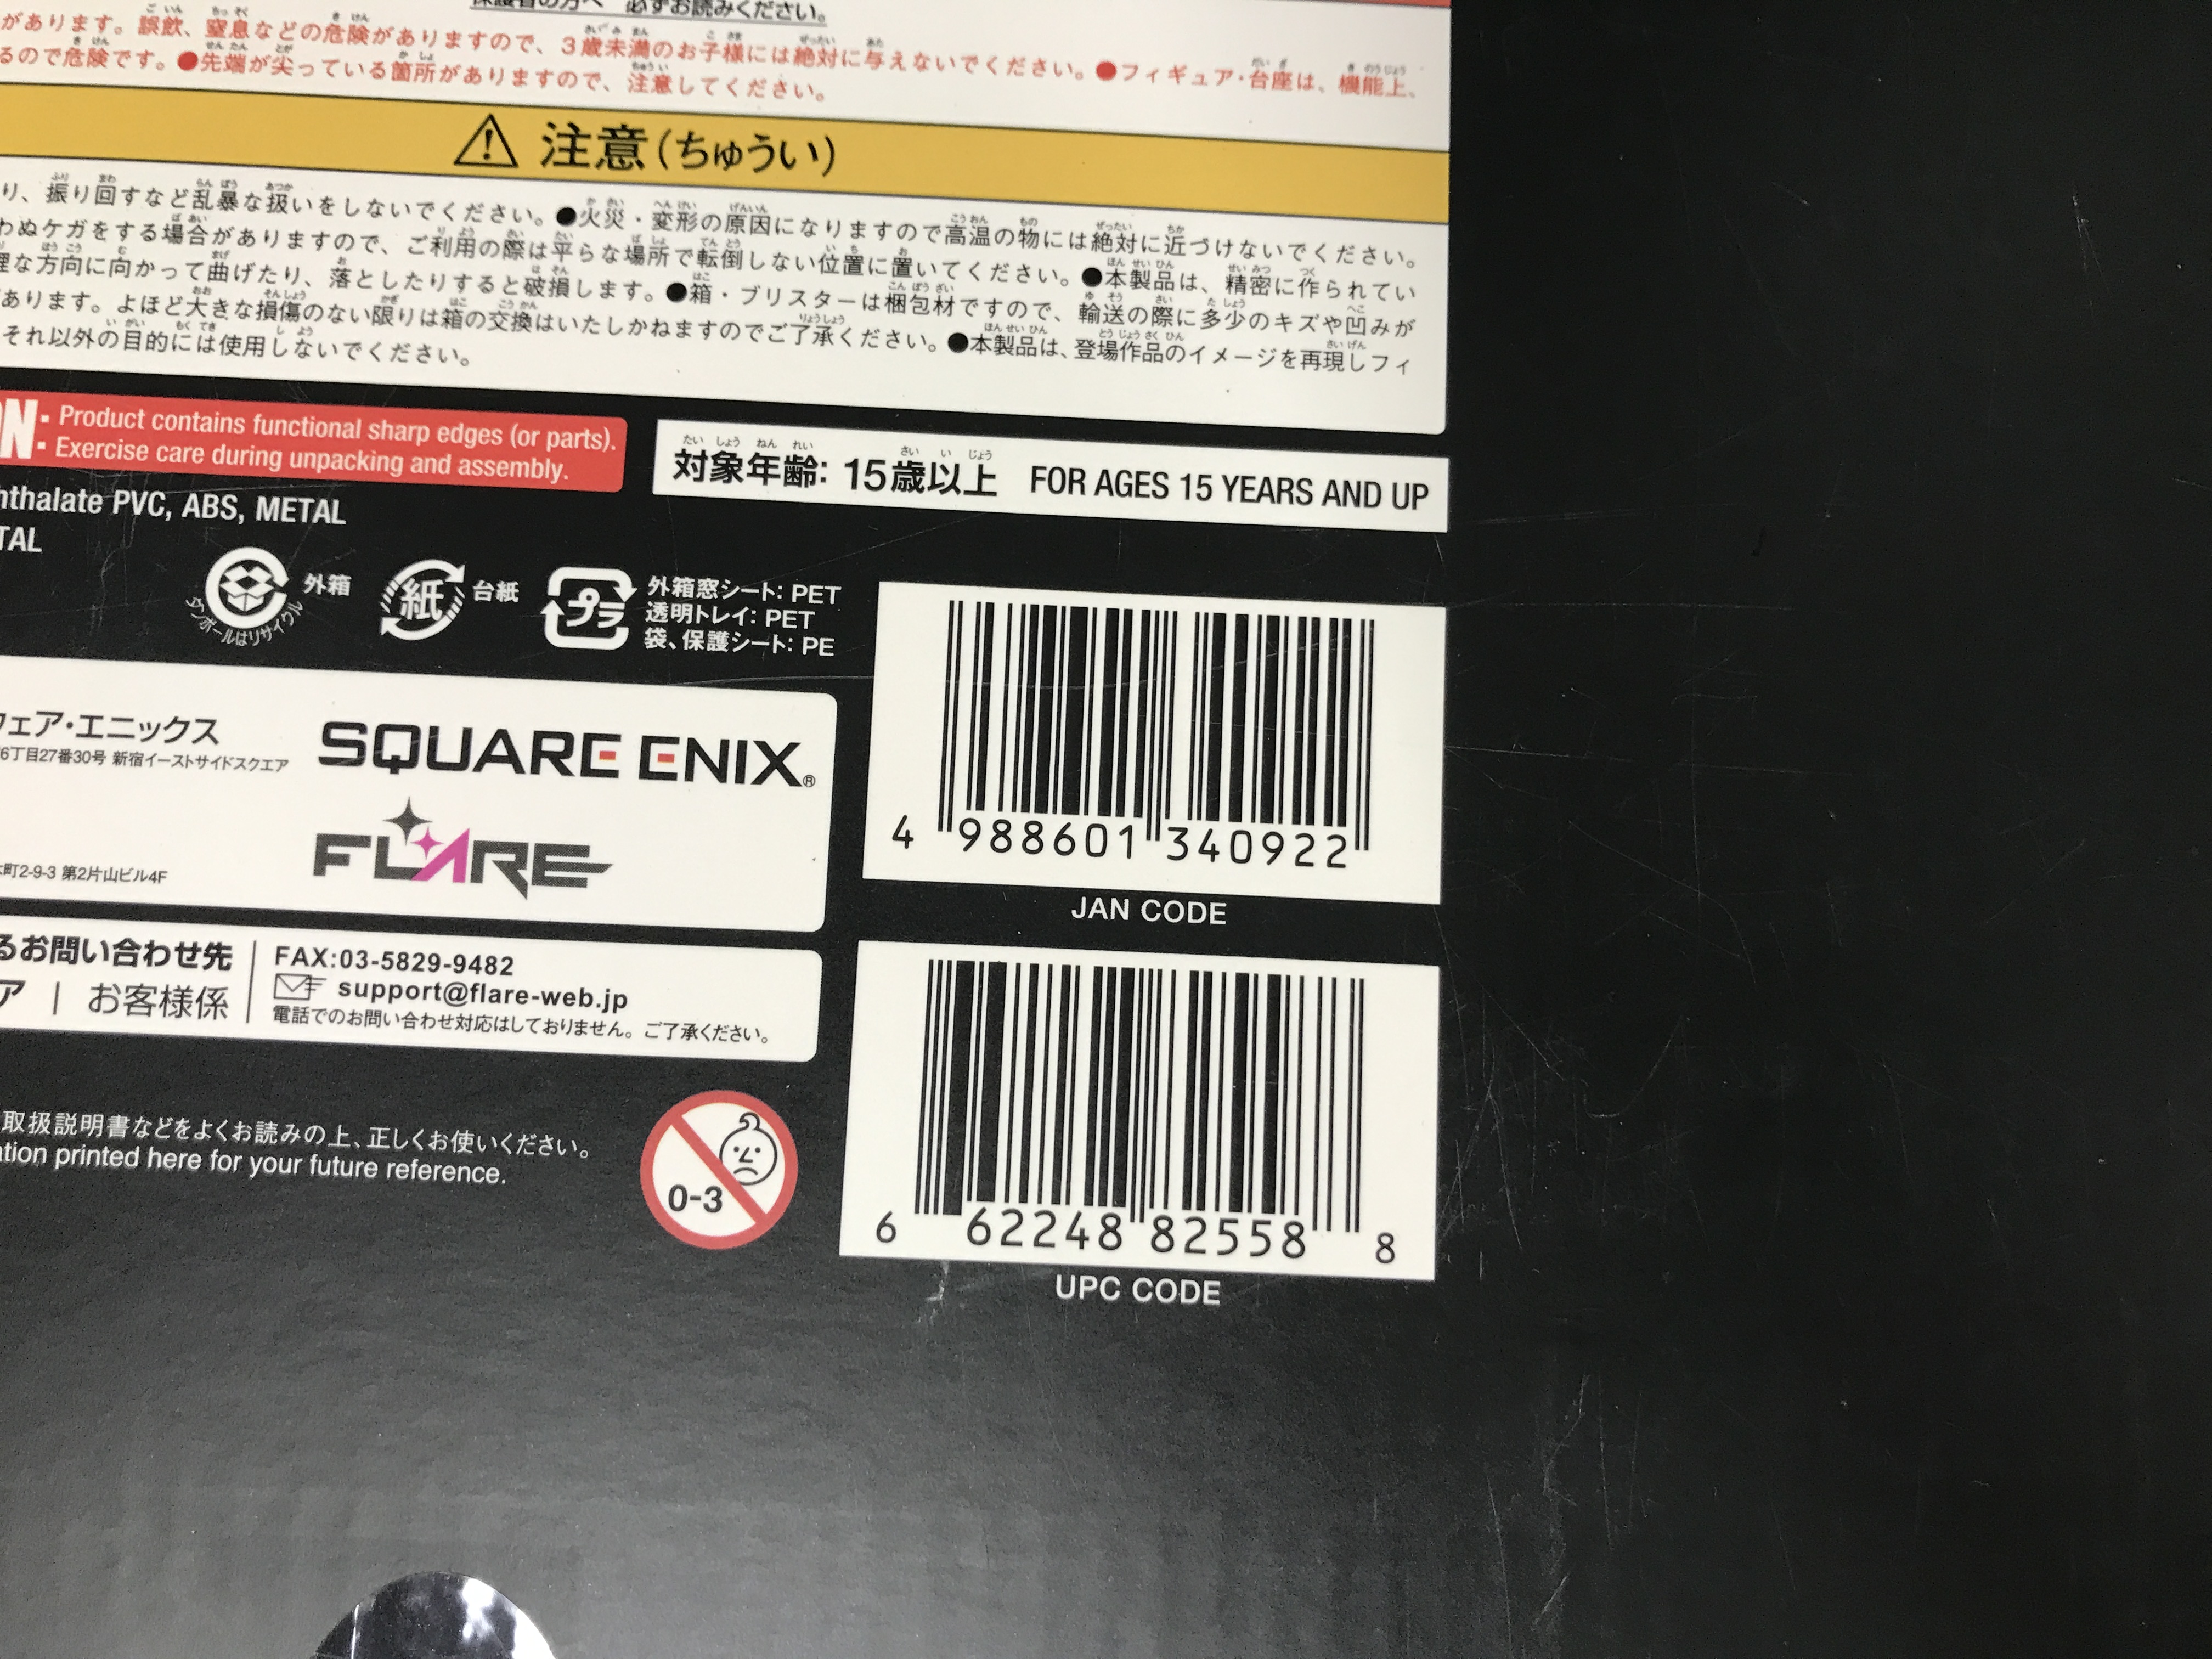 保護者の方へ 必ずお読みください。
があります。誤飲、窒息などの危険がありますので、3歳未満のお子様には絶対に与えないでください。●フィギュア・台座は、機能上、
るので危険です。●先端が尖っている箇所がありますので、注意してください。
注意(ちゅうい)
り、振り回すなど乱暴な扱いをしないでください。●火災・変形の原因になりますので高温の物には絶対に近づけないでください。
わぬケガをする場合がありますので、ご利用の際は平らな場所で転倒しない位置に置いてください。●本製品は、精密に作られてい
理な方向に向かって曲げたり、落としたりすると破損します。●箱・ブリスターは梱包材ですので、輸送の際に多少のキズや凹みが
あります。よほど大きな損傷のない限りは箱の交換はいたしかねますのでご了承ください。●本製品は、登場作品のイメージを再現しフィ
それ以外の目的には使用しないでください。
ON: Product contains functional sharp edges (or parts).
: Exercise care during unpacking and assembly.
対象年齢: 15歳以上 FOR AGES 15 YEARS AND UP
hthalate PVC, ABS, METAL
TAL
ダンボールはリサイクル
外箱
紙
台紙
プラ
外箱窓シート: PET
透明トレイ: PET
袋、保護シート: PE
ウェア・エニックス
6丁目27番30号 新宿イーストサイドスクエア
SQUARE ENIX®
FLARE
町2-9-3 第2片山ビル4F
4 988601 340922
JAN CODE
るお問い合わせ先
ア | お客様係
FAX:03-5829-9482
support@flare-web.jp
電話でのお問い合わせ対応はしておりません。ご了承ください。
取扱説明書などをよくお読みの上、正しくお使いください。
ation printed here for your future reference.
0-3
6 62248 82558 8
UPC CODE